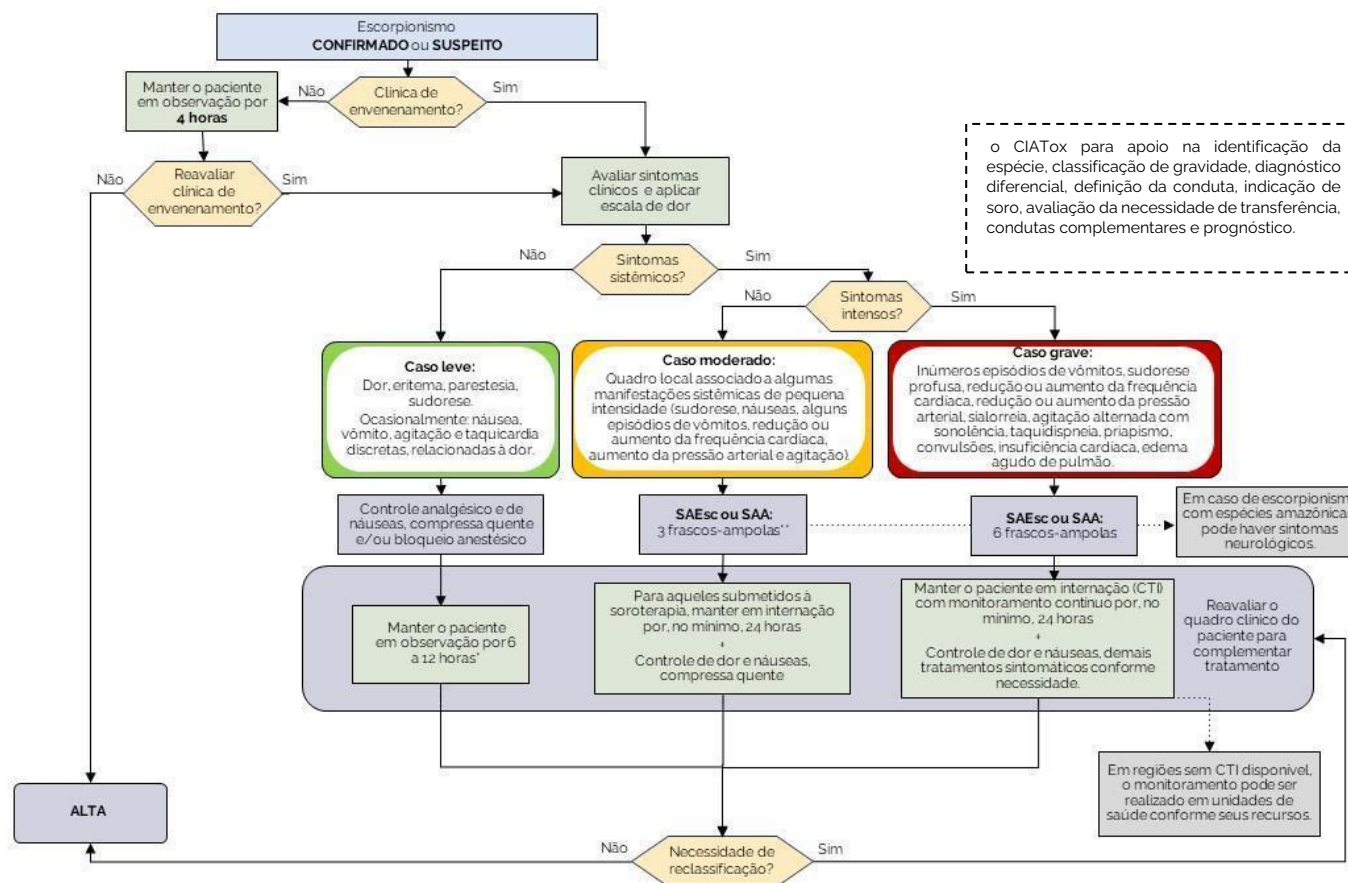 Escorpionismo
CONFIRMADO ou SUSPEITO
Manter o paciente
em observação por
4 horas
Não
Clínica de
envenenamento?
Sim
o CIATox para apoio na identificação da
espécie, classificação de gravidade, diagnóstico
diferencial, definição da conduta, indicação de
soro, avaliação da necessidade de transferência,
condutas complementares e prognóstico.
Não
Reavaliar
clínica de
envenenamento?
Sim
Avaliar sintomas
clínicos e aplicar
escala de dor
Não
Sintomas
sistêmicos?
Sim
Não
Sintomas
intensos?
Sim
Caso leve:
Dor, eritema, parestesia,
sudorese.
Ocasionalmente: náusea,
vômito, agitação e taquicardia
discretas, relacionadas à dor.
Caso moderado:
Quadro local associado a algumas
manifestações sistêmicas de pequena
intensidade (sudorese, náuseas, alguns
episódios de vômitos, redução ou
aumento da frequência cardíaca,
aumento da pressão arterial e agitação).
Caso grave:
Inúmeros episódios de vômitos, sudorese
profusa, redução ou aumento da frequência
cardíaca, redução ou aumento da pressão
arterial, sialorreia, agitação alternada com
sonolência, taquidispneia, priapismo,
convulsões, insuficiência cardíaca, edema
agudo de pulmão.
Controle analgésico e de
náuseas, compressa quente
e/ou bloqueio anestésico
SAEsc ou SAA:
3 frascos-ampolas**
SAEsc ou SAA:
6 frascos-ampolas
Em caso de escorpionism
com espécies amazônicas
pode haver sintomas
neurológicos.
Manter o paciente
em observação por 6
a 12 horas*
Para aqueles submetidos à
soroterapia, manter em internação
por, no mínimo, 24 horas
+
Controle de dor e náuseas,
compressa quente
Manter o paciente em internação (CTI)
com monitoramento contínuo por, no
mínimo, 24 horas
+
Controle de dor e náuseas, demais
tratamentos sintomáticos conforme
necessidade.
Reavaliar o
quadro clínico do
paciente para
complementar
tratamento
Em regiões sem CTI disponível,
o monitoramento pode ser
realizado em unidades de
saúde conforme seus recursos.
ALTA
Não
Necessidade de
reclassificação?
Sim